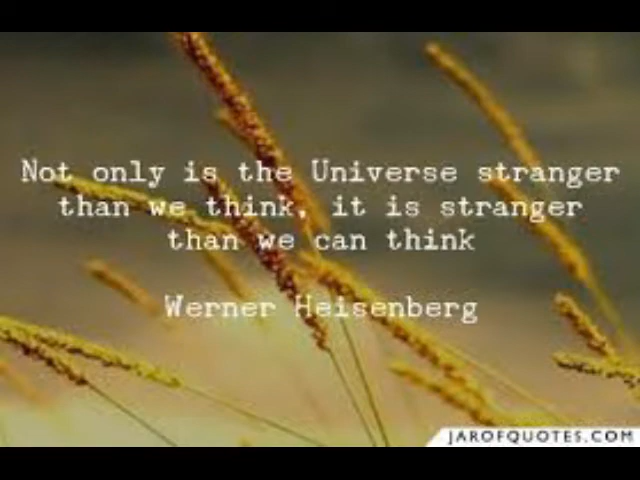 Not only is the Universe stranger
than we think, it is stranger
than we can think
Werner Heisenberg
JAROFQUOTES.COM